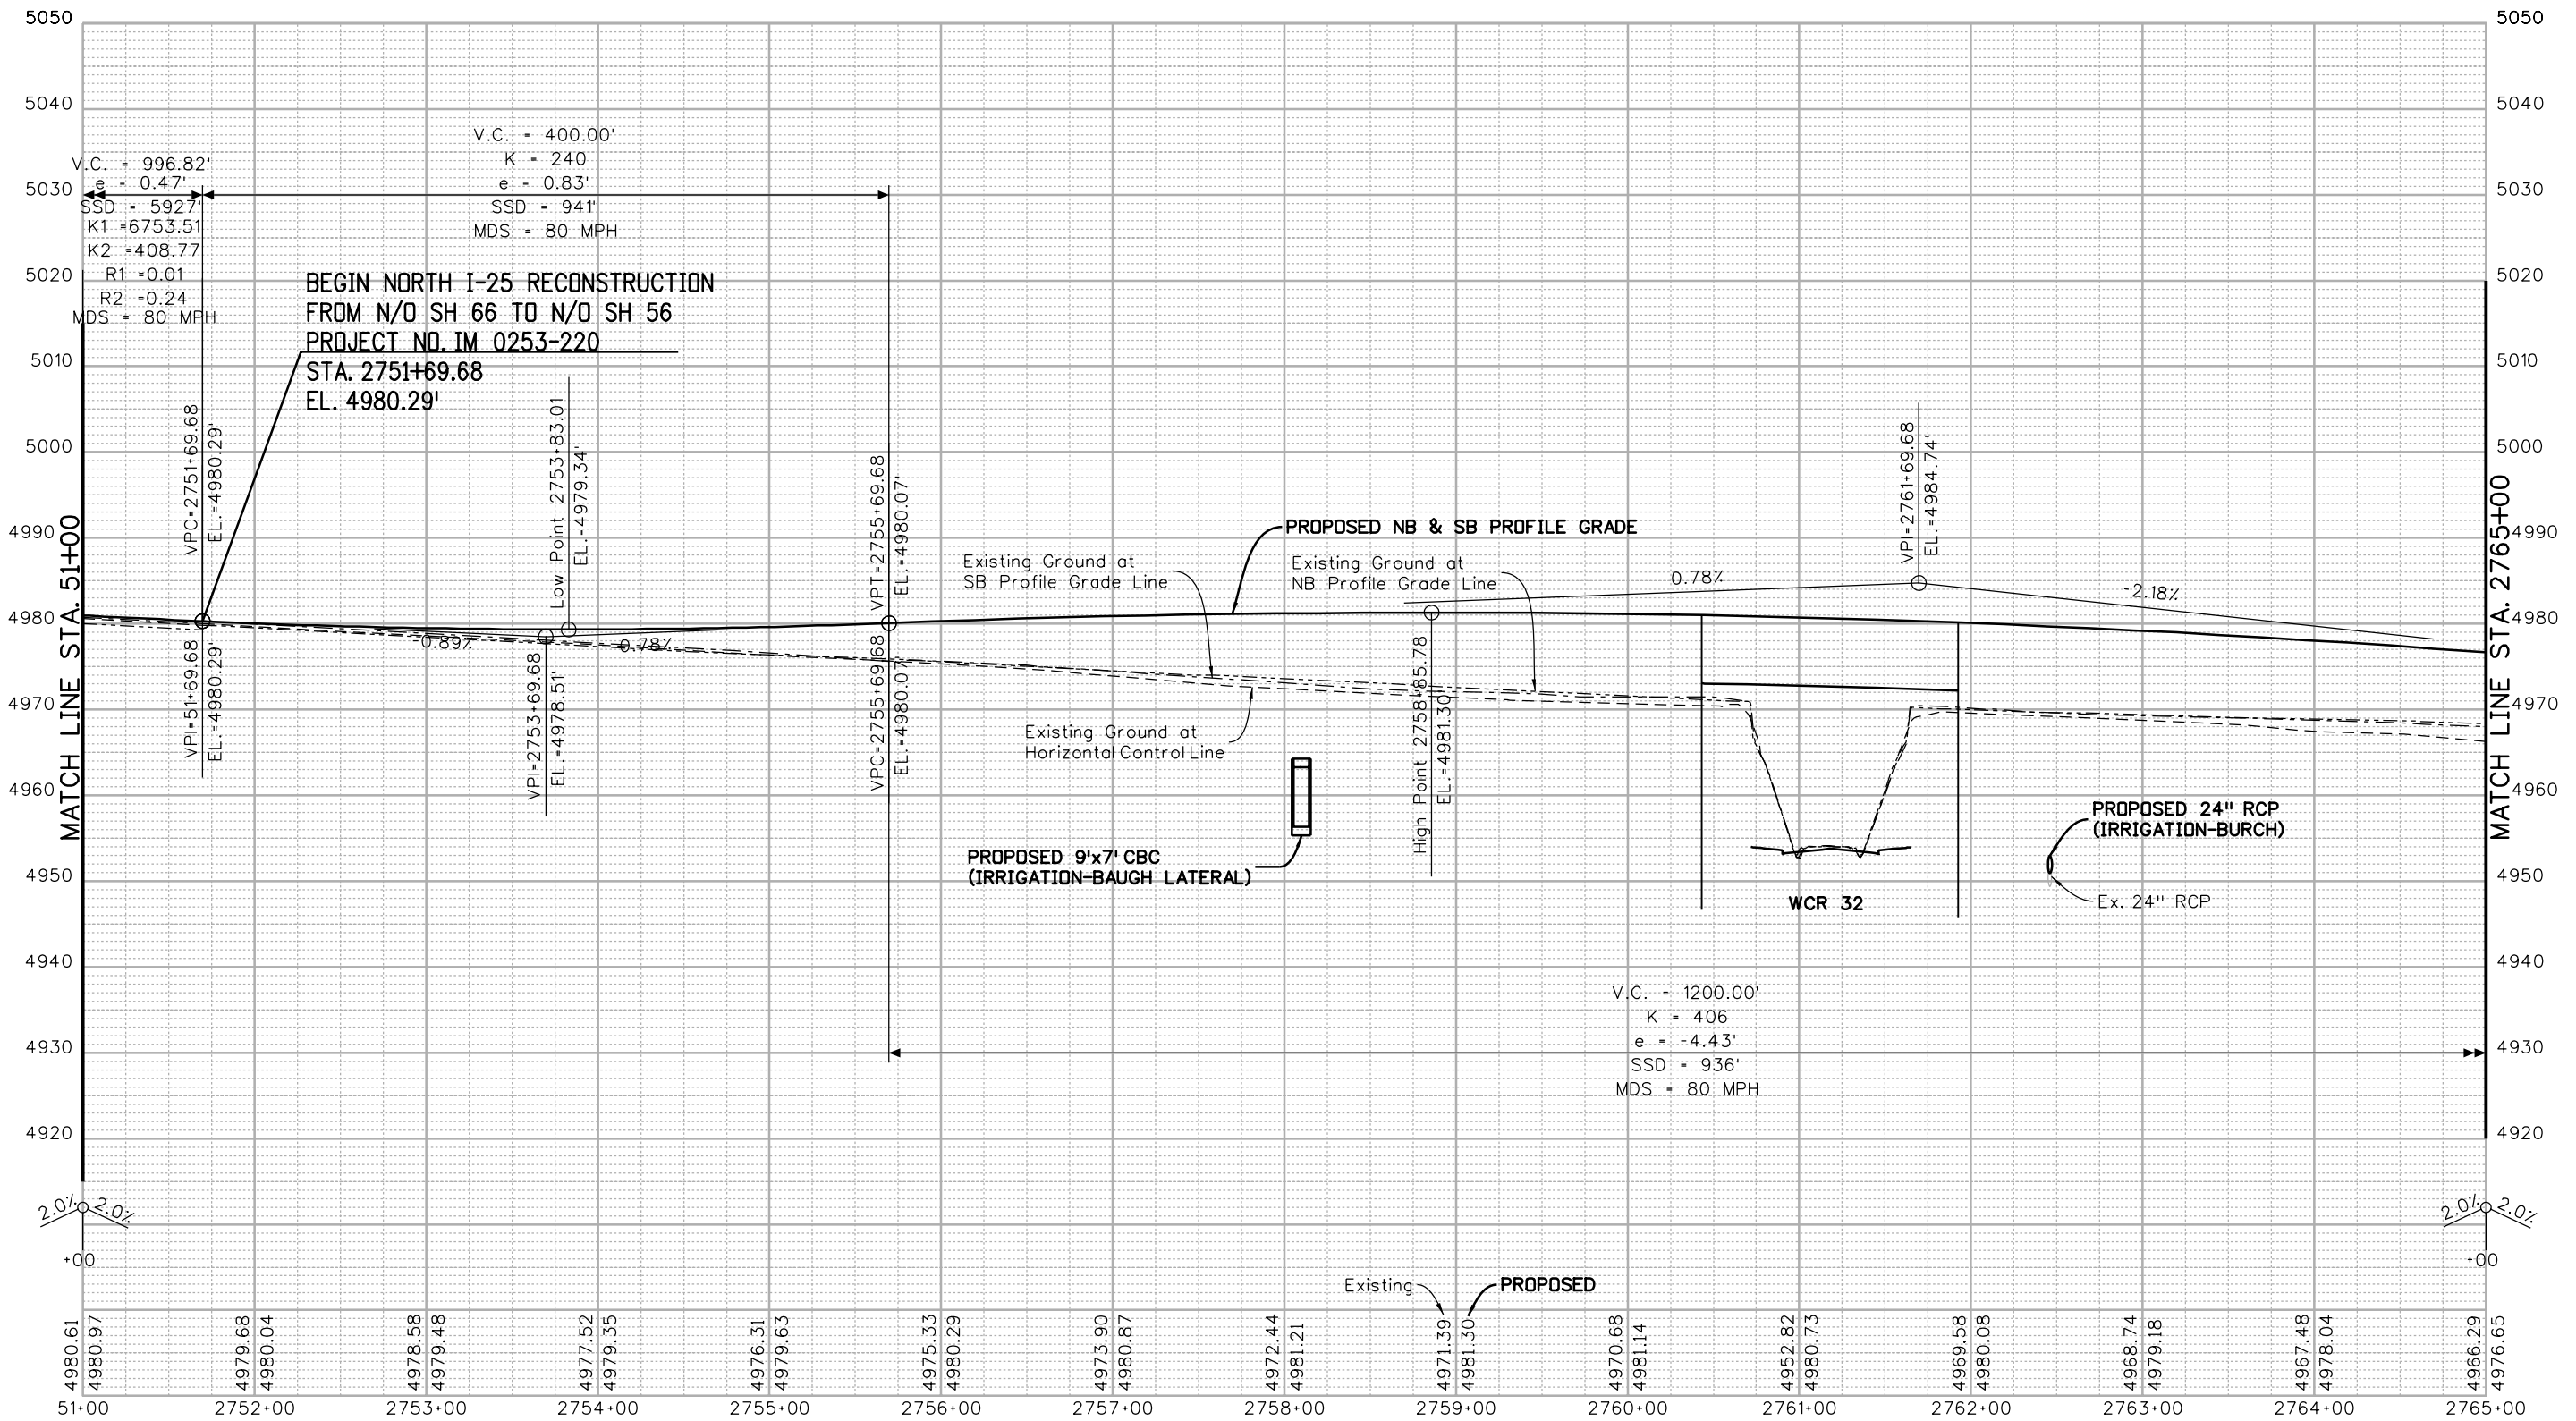 5050
5040
5030
5020
5010
5000
4990
4980
4970
4960
4950
4940
4930
4920
V.C. = 996.82'
e = 0.47'
SSD = 5927'
K1 =6753.51
K2 =408.77
R1 =0.01
R2 =0.24
MDS = 80 MPH
V.C. = 400.00'
K = 240
e = 0.83'
SSD = 941'
MDS = 80 MPH
BEGIN NORTH I-25 RECONSTRUCTION
FROM N/O SH 66 TO N/O SH 56
PROJECT NO. IM 0253-220
STA. 2751+69.68
EL. 4980.29'
MATCH LINE STA. 51+00
VPC=2751+69.68
EL.=4980.29'
VPI=51+69.68
EL.=4980.29'
Low Point 2753+83.01
EL.=4979.34'
0.89%
0.78%
VPI=2753+69.68
EL.=4978.51'
VPT=2755+69.68
EL.=4980.07'
VPC=2755+69.68
EL.=4980.07'
Existing Ground at
SB Profile Grade Line
PROPOSED NB & SB PROFILE GRADE
Existing Ground at
NB Profile Grade Line
Existing Ground at
Horizontal Control Line
PROPOSED 9'x7' CBC
(IRRIGATION-BAUGH LATERAL)
High Point 2758+85.78
EL.=4981.30'
0.78%
VPI=2761+69.68
EL.=4984.74'
-2.18%
WCR 32
PROPOSED 24" RCP
(IRRIGATION-BURCH)
Ex. 24" RCP
V.C. = 1200.00'
K = 406
e = -4.43'
SSD = 936'
MDS = 80 MPH
MATCH LINE STA. 2765+00
5050
5040
5030
5020
5010
5000
4990
4980
4970
4960
4950
4940
4930
4920
2.0% 2.0%
+00
2.0% 2.0%
+00
Existing
PROPOSED
4980.61
4980.97
4979.68
4980.04
4978.58
4979.48
4977.52
4979.35
4976.31
4979.63
4975.33
4980.29
4973.90
4980.87
4972.44
4981.21
4971.39
4981.30
4970.68
4981.14
4952.82
4980.73
4969.58
4980.08
4968.74
4979.18
4967.48
4978.04
4966.29
4976.65
51+00 2752+00 2753+00 2754+00 2755+00 2756+00 2757+00 2758+00 2759+00 2760+00 2761+00 2762+00 2763+00 2764+00 2765+00